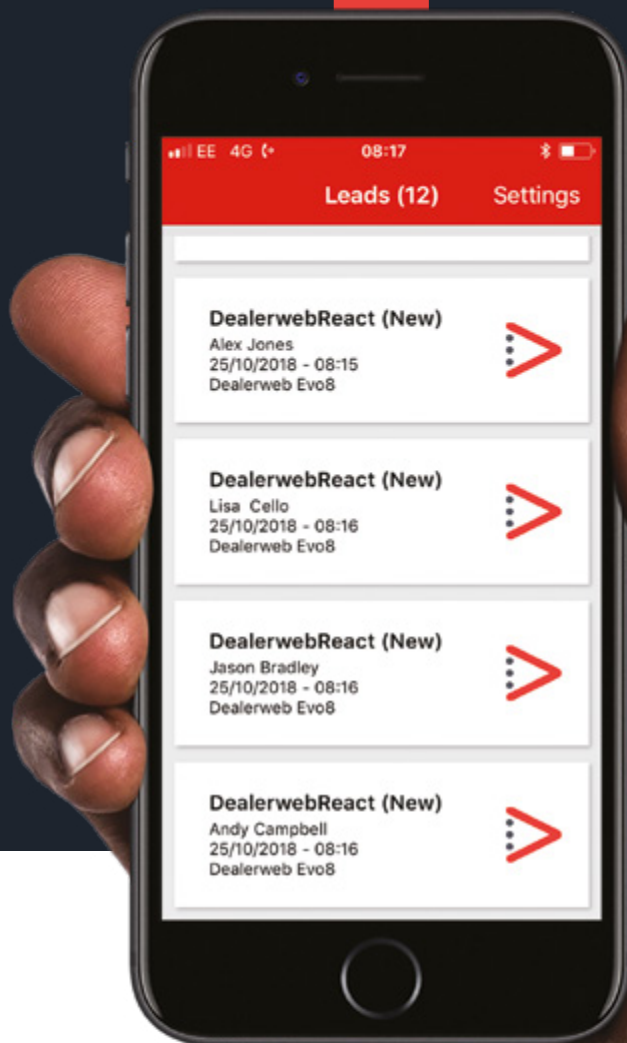 EE 4G 08:17
Leads (12) Settings
DealerwebReact (New)
Alex Jones
25/10/2018 - 08:15
Dealerweb Evo8
DealerwebReact (New)
Lisa Cello
25/10/2018 - 08:16
Dealerweb Evo8
DealerwebReact (New)
Jason Bradley
25/10/2018 - 08:16
Dealerweb Evo8
DealerwebReact (New)
Andy Campbell
25/10/2018 - 08:16
Dealerweb Evo8